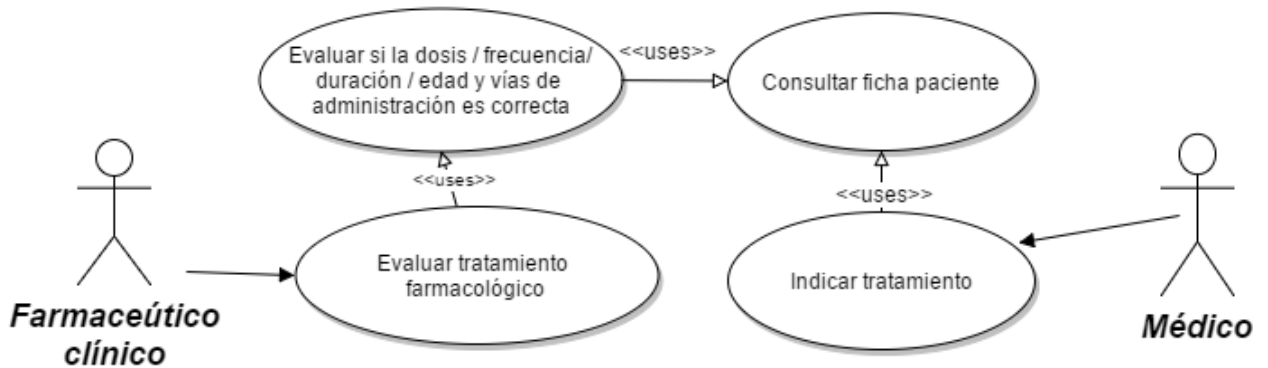 Evaluar si la dosis / frecuencia/
duración / edad y vías de
administración es correcta
<<uses>>
Consultar ficha paciente
<<uses>>
<<uses>>
Evaluar tratamiento
farmacológico
Indicar tratamiento
Farmaceútico
clínico
Médico